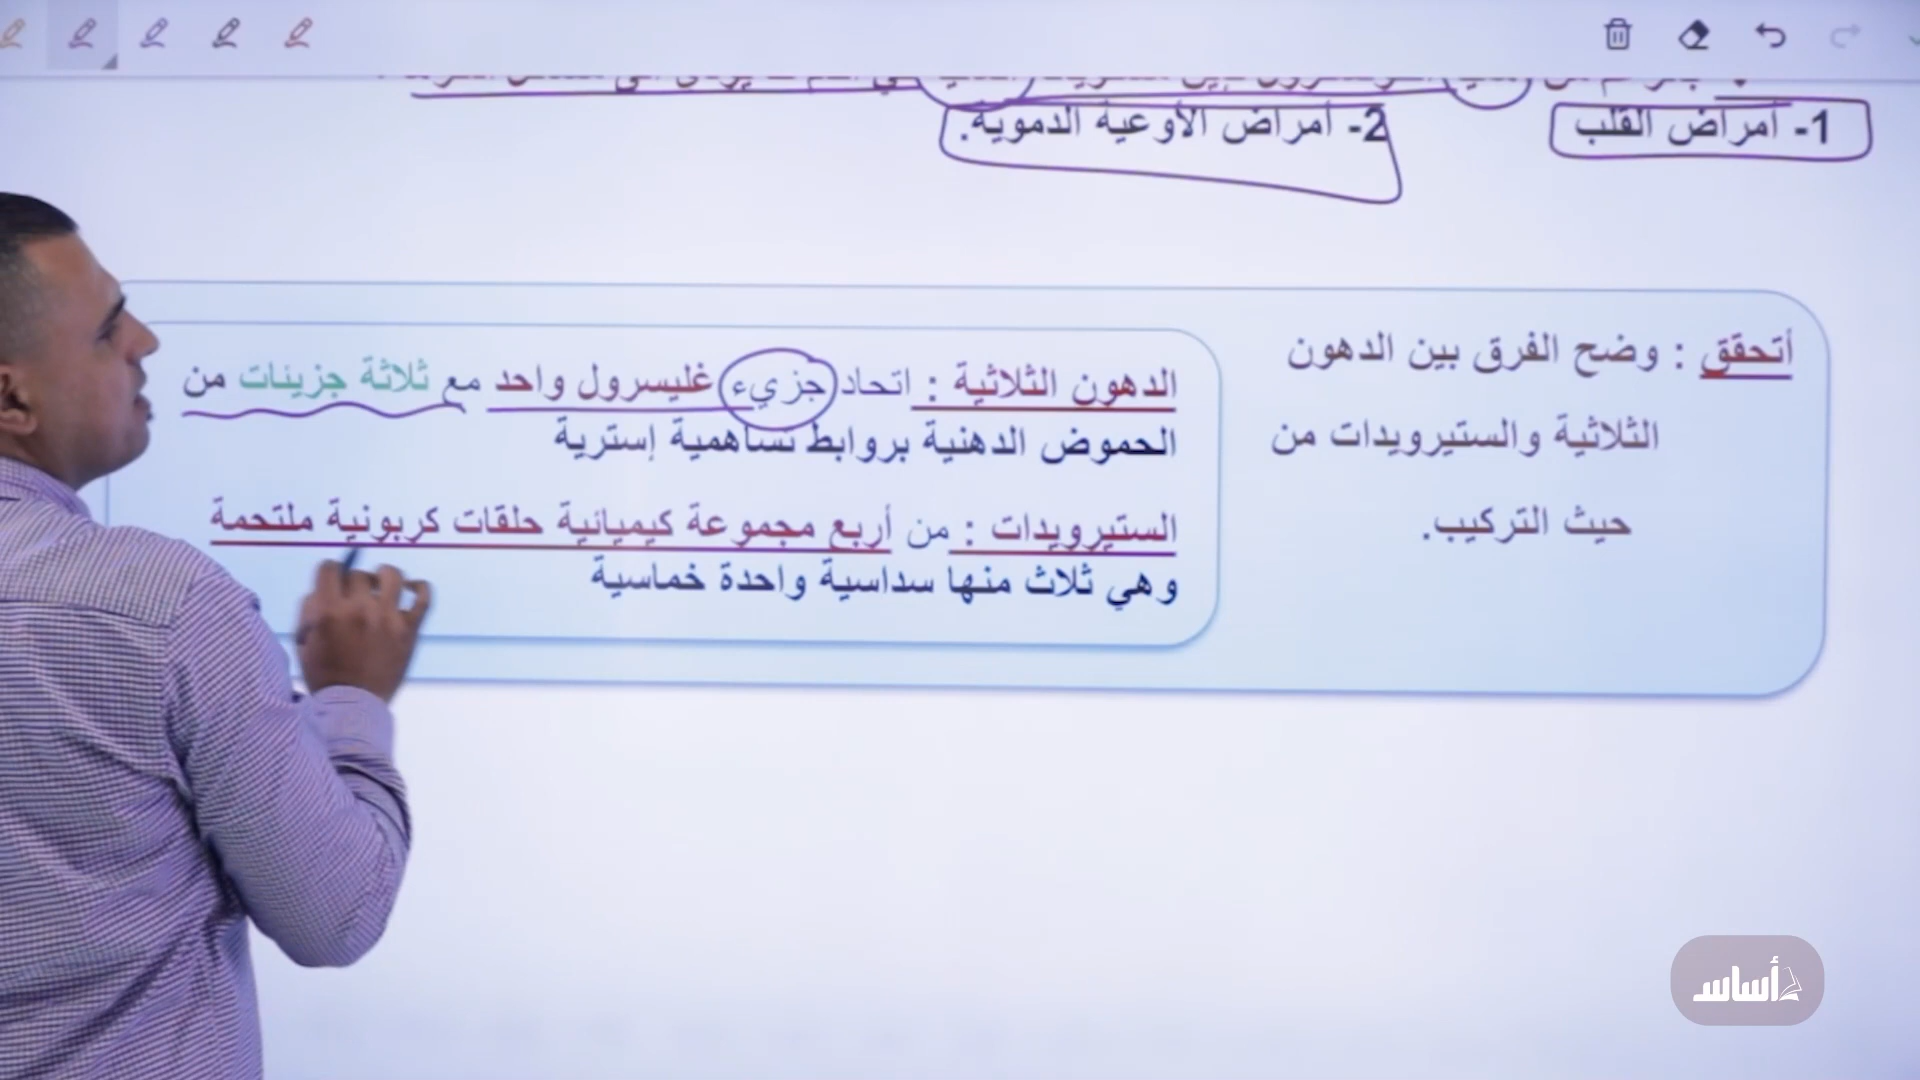 1- أمراض القلب 2- أمراض الأوعية الدموية.
أتحقق : وضح الفرق بين الدهون
الثلاثية والستيرويدات من
حيث التركيب.
الدهون الثلاثية : اتحاد جزيء غليسرول واحد مع ثلاثة جزيئات من
الحموض الدهنية بروابط تساهمية إسترية
الستيرويدات : من أربع مجموعة كيميائية حلقات كربونية ملتحمة
وهي ثلاث منها سداسية واحدة خماسية
أساس